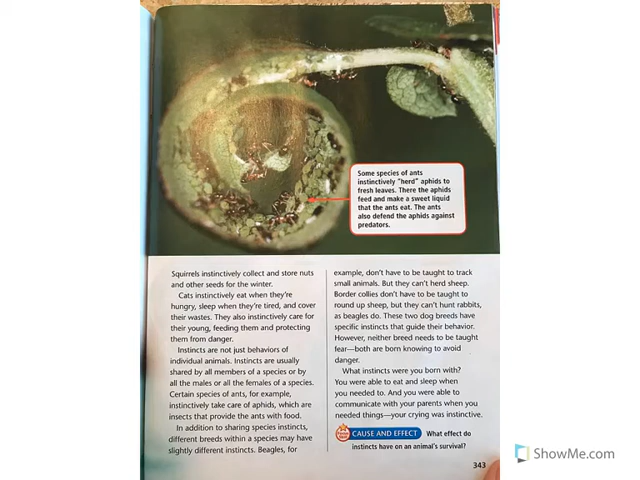 Some species of ants
instinctively "herd" aphids to
fresh leaves. There the aphids
feed and make a sweet liquid
that the ants eat. The ants
also defend the aphids against
predators.
Squirrels instinctively collect and store nuts
and other seeds for the winter.
Cats instinctively eat when they're
hungry, sleep when they're tired, and cover
their wastes. They also instinctively care for
their young, feeding them and protecting
them from danger.
Instincts are not just behaviors of
individual animals. Instincts are usually
shared by all members of a species or by
all the males or all the females of a species.
Certain species of ants, for example,
instinctively take care of aphids, which are
insects that provide the ants with food.
In addition to sharing species instincts,
different breeds within a species may have
slightly different instincts. Beagles, for
example, don't have to be taught to track
small animals. But they can't herd sheep.
Border collies don't have to be taught to
round up sheep, but they can't hunt rabbits,
as beagles do. These two dog breeds have
specific instincts that guide their behavior.
However, neither breed needs to be taught
fear—both are born knowing to avoid
danger.
What instincts were you born with?
You were able to eat and sleep when
you needed to. And you were able to
communicate with your parents when you
needed things—your crying was instinctive.
CAUSE AND EFFECT What effect do
instincts have on an animal's survival?
343
ShowMe.com